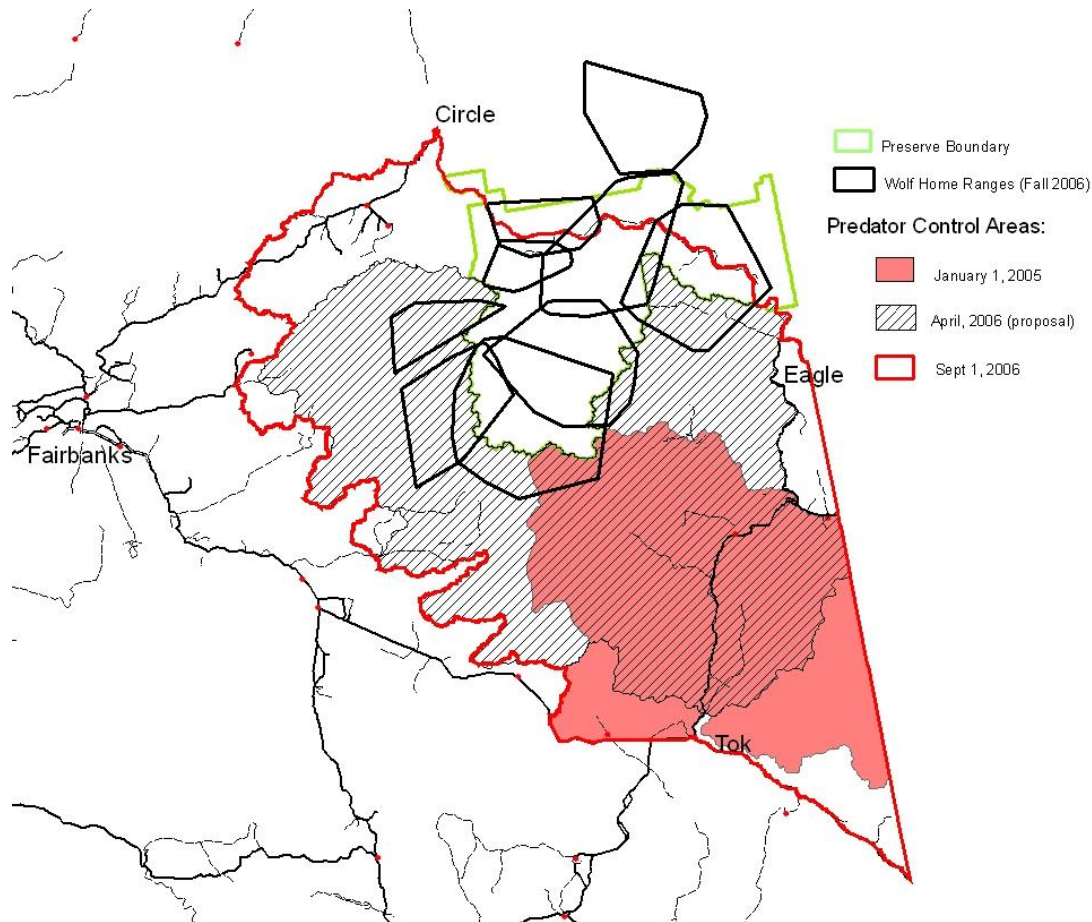 Circle
Preserve Boundary
Wolf Home Ranges (Fall 2006)
Predator Control Areas:
January 1, 2005
April, 2006 (proposal)
Sept 1, 2006
Eagle
Fairbanks
Tok